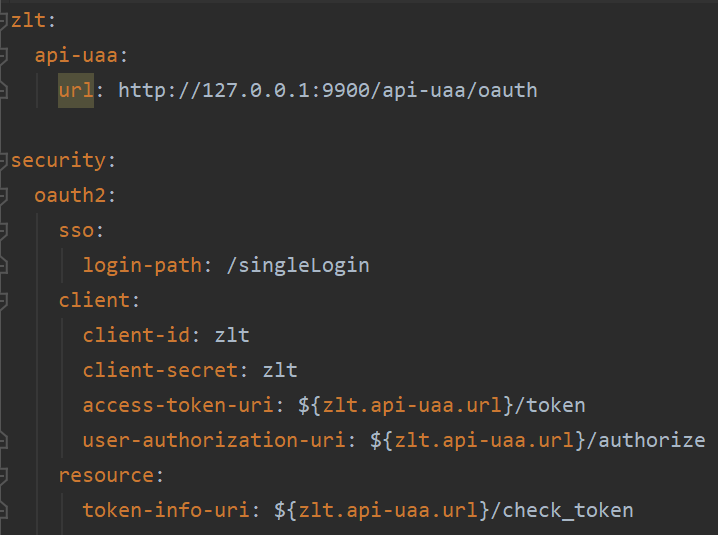 zlt:
api-uaa:
url: http://127.0.0.1:9900/api-uaa/oauth
security:
oauth2:
sso:
login-path: /singleLogin
client:
client-id: zlt
client-secret: zlt
access-token-uri: ${zlt.api-uaa.url}/token
user-authorization-uri: ${zlt.api-uaa.url}/authorize
resource:
token-info-uri: ${zlt.api-uaa.url}/check_token